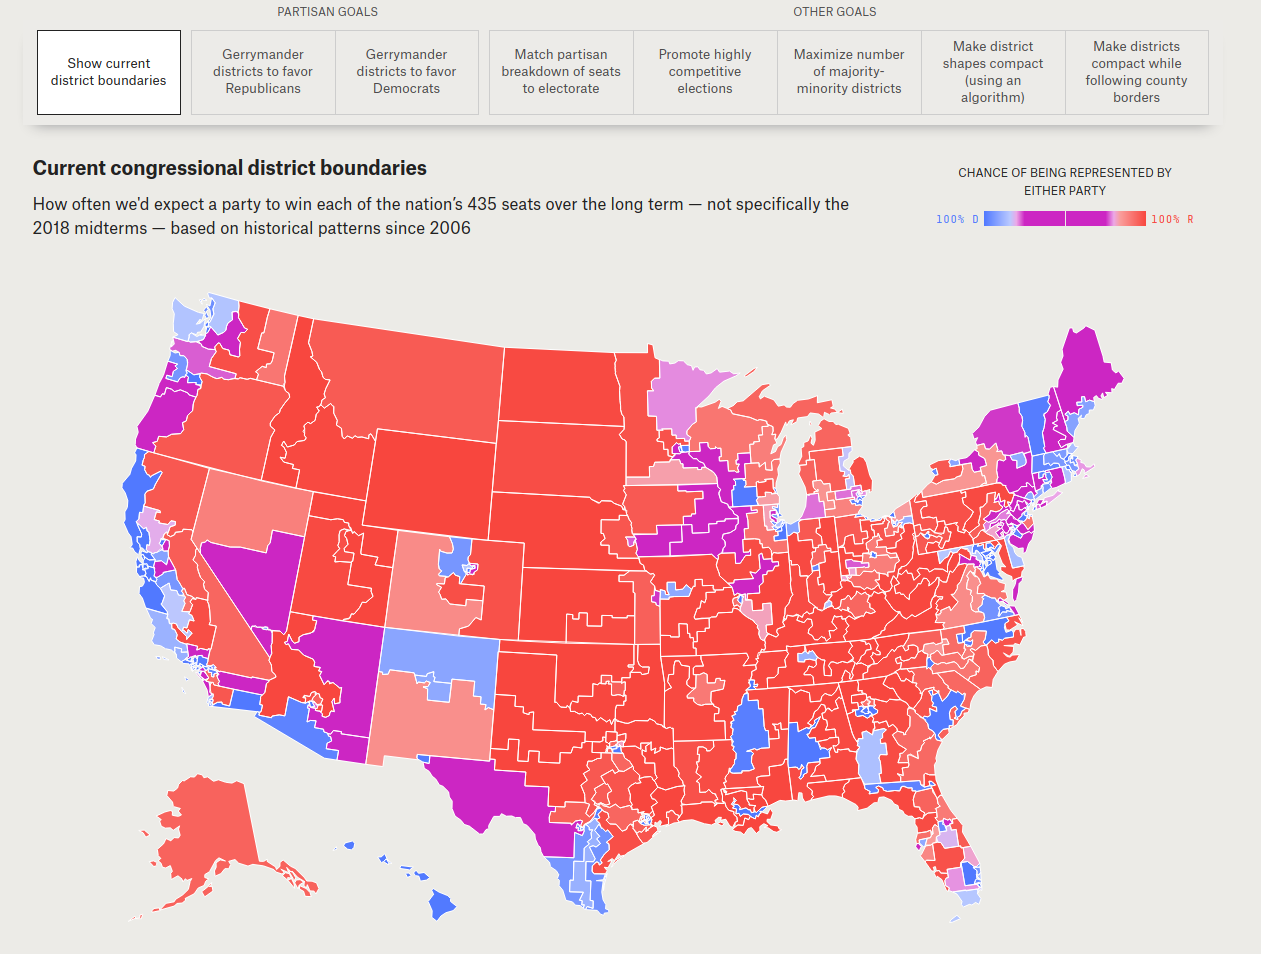 PARTISAN GOALS
OTHER GOALS
Show current
district boundaries
Gerrymander
districts to favor
Republicans
Gerrymander
districts to favor
Democrats
Match partisan
breakdown of seats
to electorate
Promote highly
competitive
elections
Maximize number
of majority-
minority districts
Make district
shapes compact
(using an
algorithm)
Make districts
compact while
following county
borders
Current congressional district boundaries
How often we'd expect a party to win each of the nation's 435 seats over the long term — not specifically the
2018 midterms — based on historical patterns since 2006
CHANCE OF BEING REPRESENTED BY
EITHER PARTY
100% D
100% R